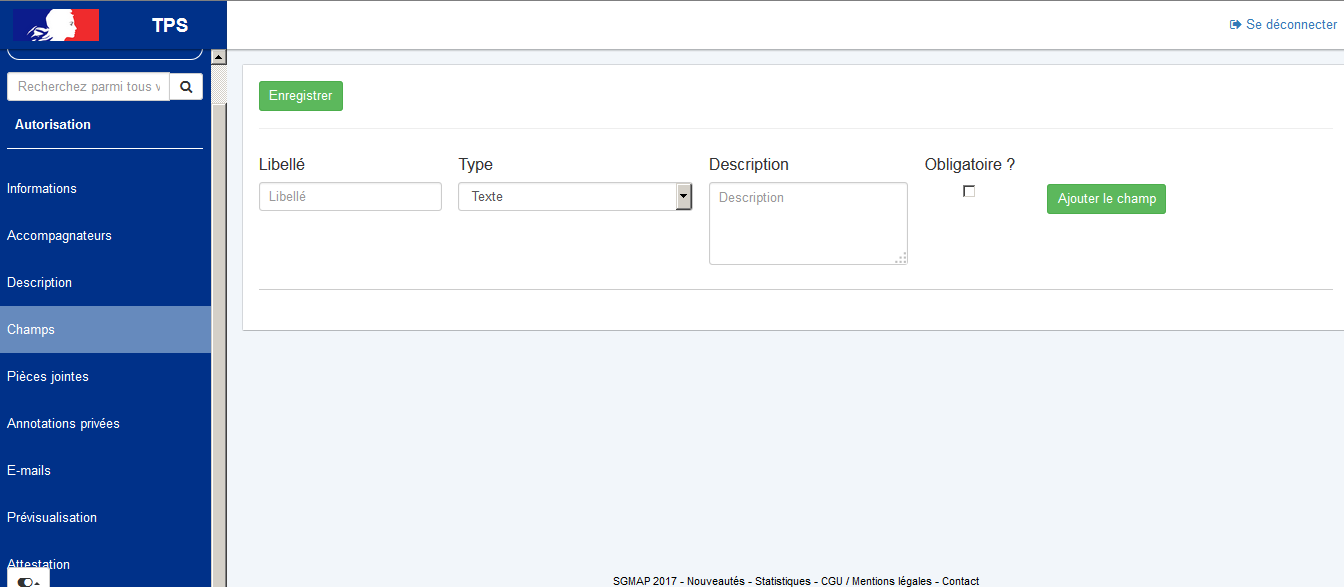 TPS
Se déconnecter
Recherchez parmi tous v
Autorisation
Informations
Accompagnateurs
Description
Champs
Pièces jointes
Annotations privées
E-mails
Prévisualisation
Attestation
Enregistrer
Libellé Type Description Obligatoire ?
Libellé Texte Description Ajouter le champ
SGMAP 2017 - Nouveautés - Statistiques - CGU / Mentions légales - Contact